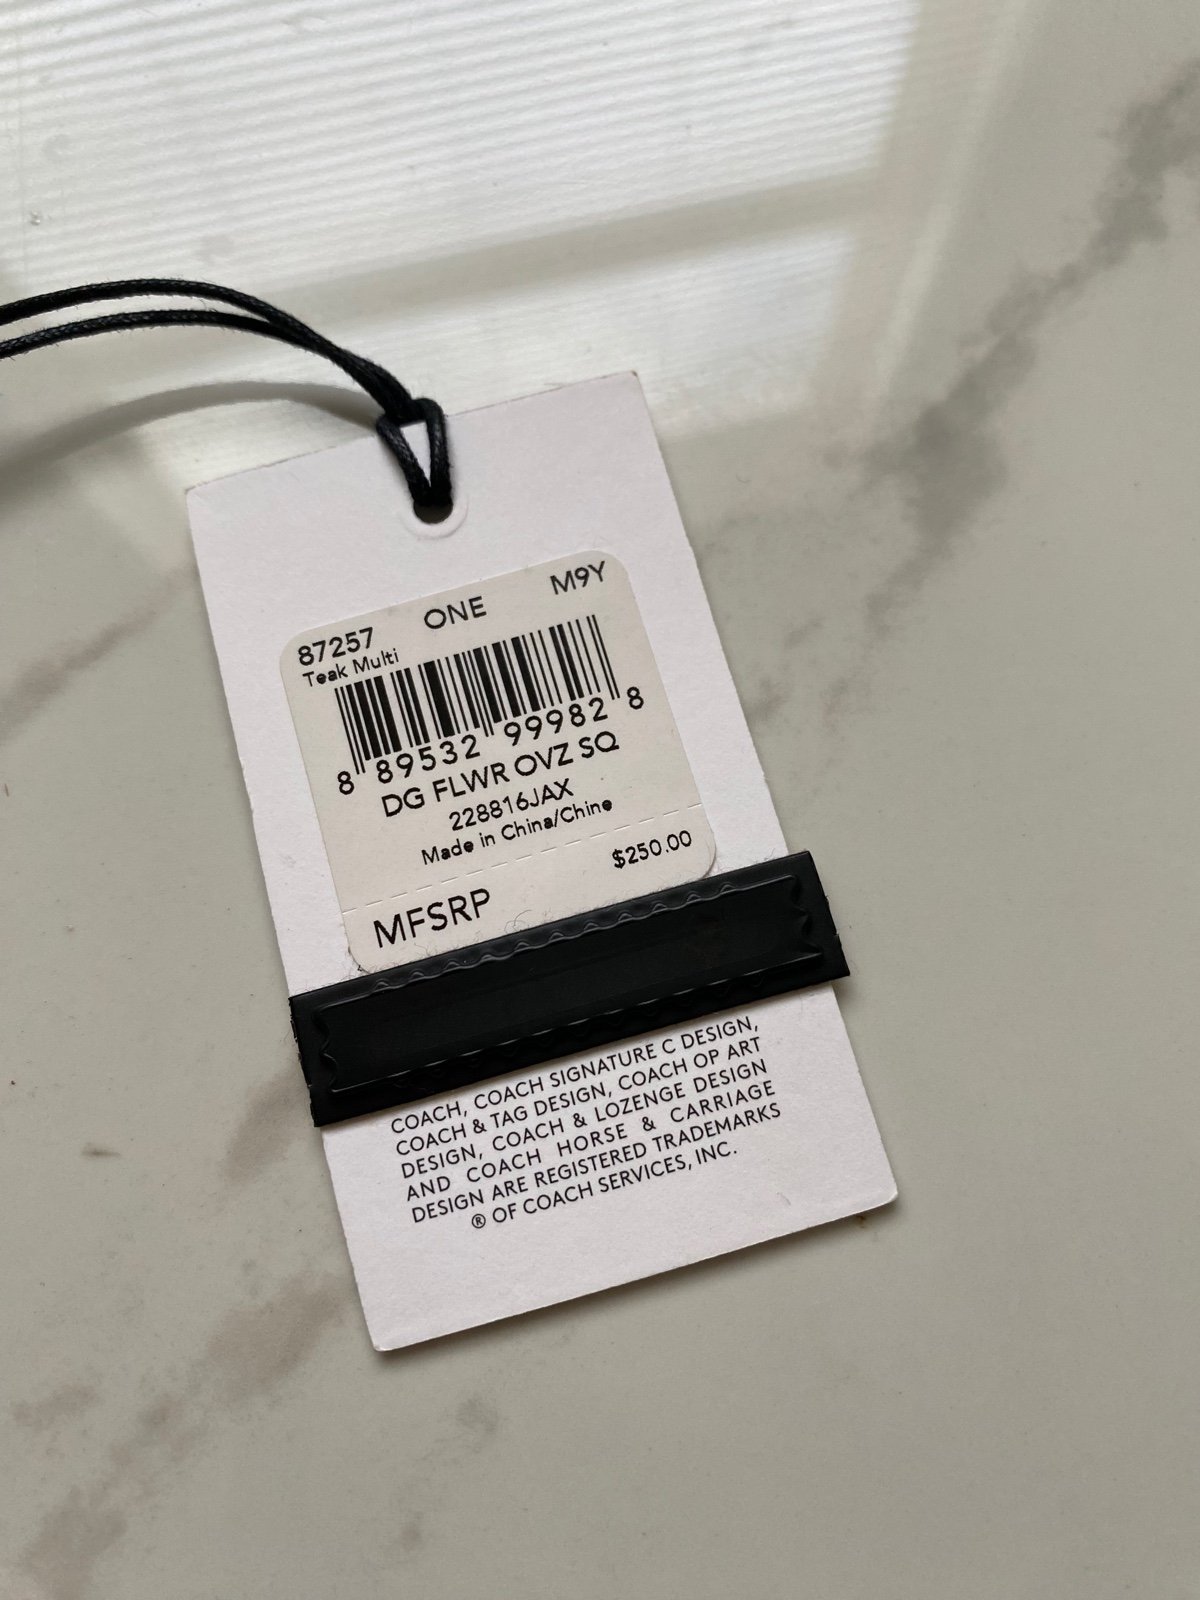 87257 ONE M9Y
Teak Multi
8 89532 99982 8
DG FLWR OVZ SQ
228816JAX
Made in China/Chine
$250.00
MFSRP
COACH, COACH SIGNATURE C DESIGN,
COACH & TAG DESIGN, COACH OP ART
DESIGN, COACH & LOZENGE DESIGN
AND COACH HORSE & CARRIAGE
DESIGN ARE REGISTERED TRADEMARKS
® OF COACH SERVICES, INC.